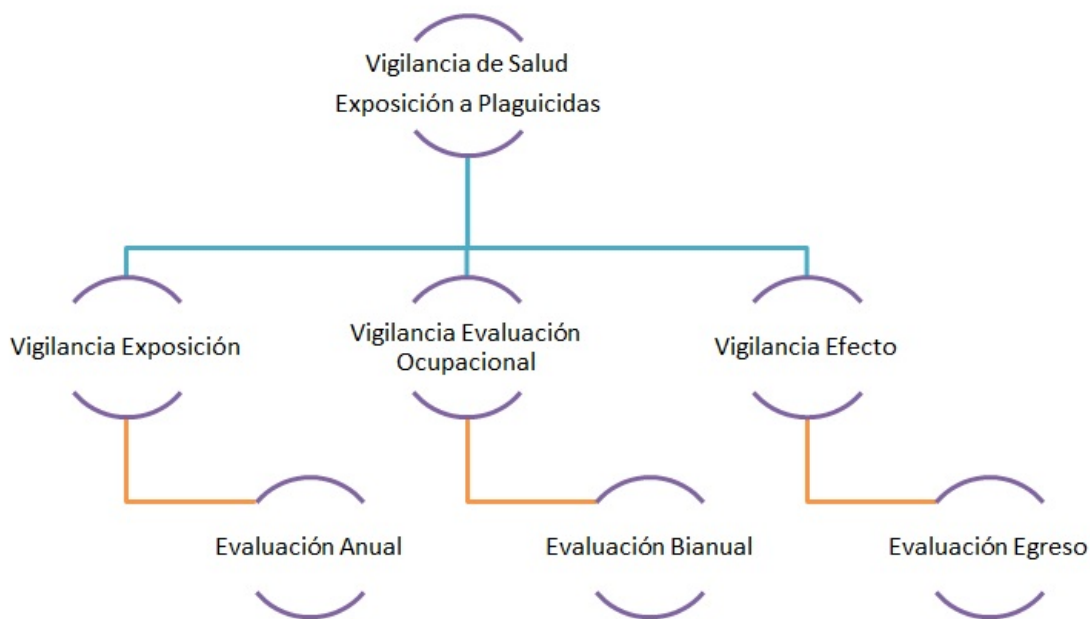 Vigilancia de Salud
Exposición a Plaguicidas
Vigilancia Exposición
Vigilancia Evaluación
Ocupacional
Vigilancia Efecto
Evaluación Anual
Evaluación Bianual
Evaluación Egreso